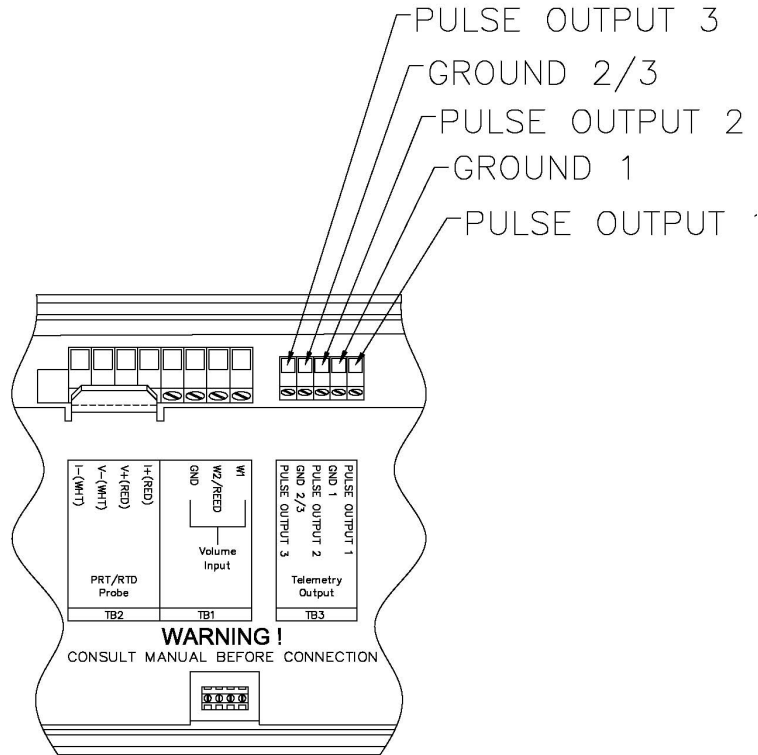 PULSE OUTPUT 3
GROUND 2/3
PULSE OUTPUT 2
GROUND 1
PULSE OUTPUT
I-(WHT)
V-(WHT)
V+(RED)
I+(RED)
PRT/RTD
Probe
TB2
GND
W2/REED
W1
Volume
Input
TB1
PULSE OUTPUT 3
GND 2/3
PULSE OUTPUT 2
GND 1
PULSE OUTPUT 1
Telemetry
Output
TB3
WARNING !
CONSULT MANUAL BEFORE CONNECTION